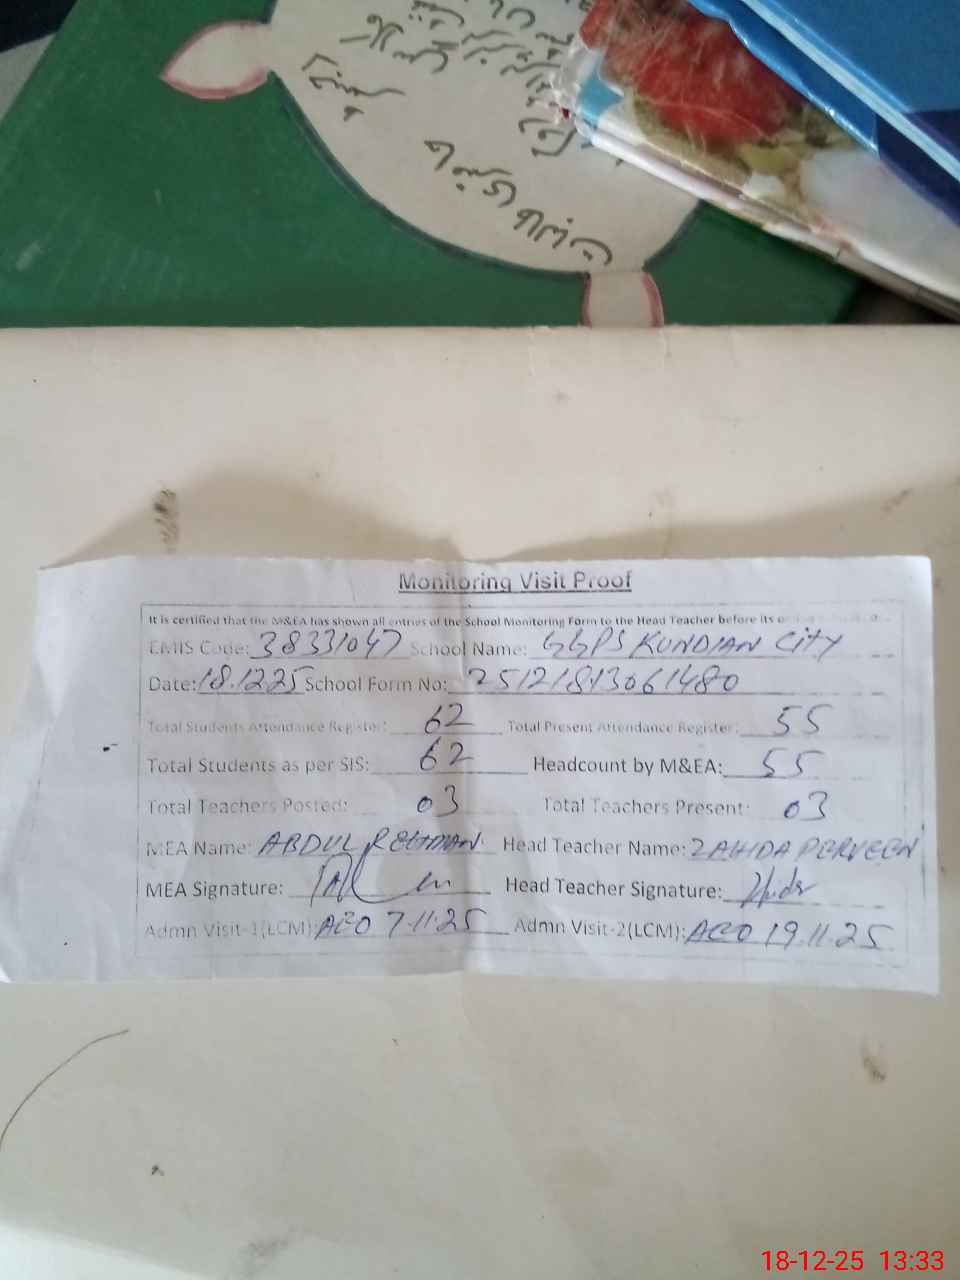 Monitoring Visit Proof
It is certified that the M&EA has shown all entries of the School Monitoring Form to the Head Teacher before its
EMIS Code: 38331047 School Name: GGPS KUNDIAN CITY
Date: 18.12.25 School Form No: 25121813061480
Total Students Attendance Register: 62 Total Present Attendance Register: 55
Total Students as per SIS: 62 Headcount by M&EA: 55
Total Teachers Posted: 03 Total Teachers Present: 03
MEA Name: ABDUL REHMAN Head Teacher Name: ZAHIDA PERVEEN
MEA Signature: Head Teacher Signature:
Admn Visit-1(LCM): AEO 7.11.25 Admn Visit-2(LCM): AEO 19.11.25
18-12-25 13:33